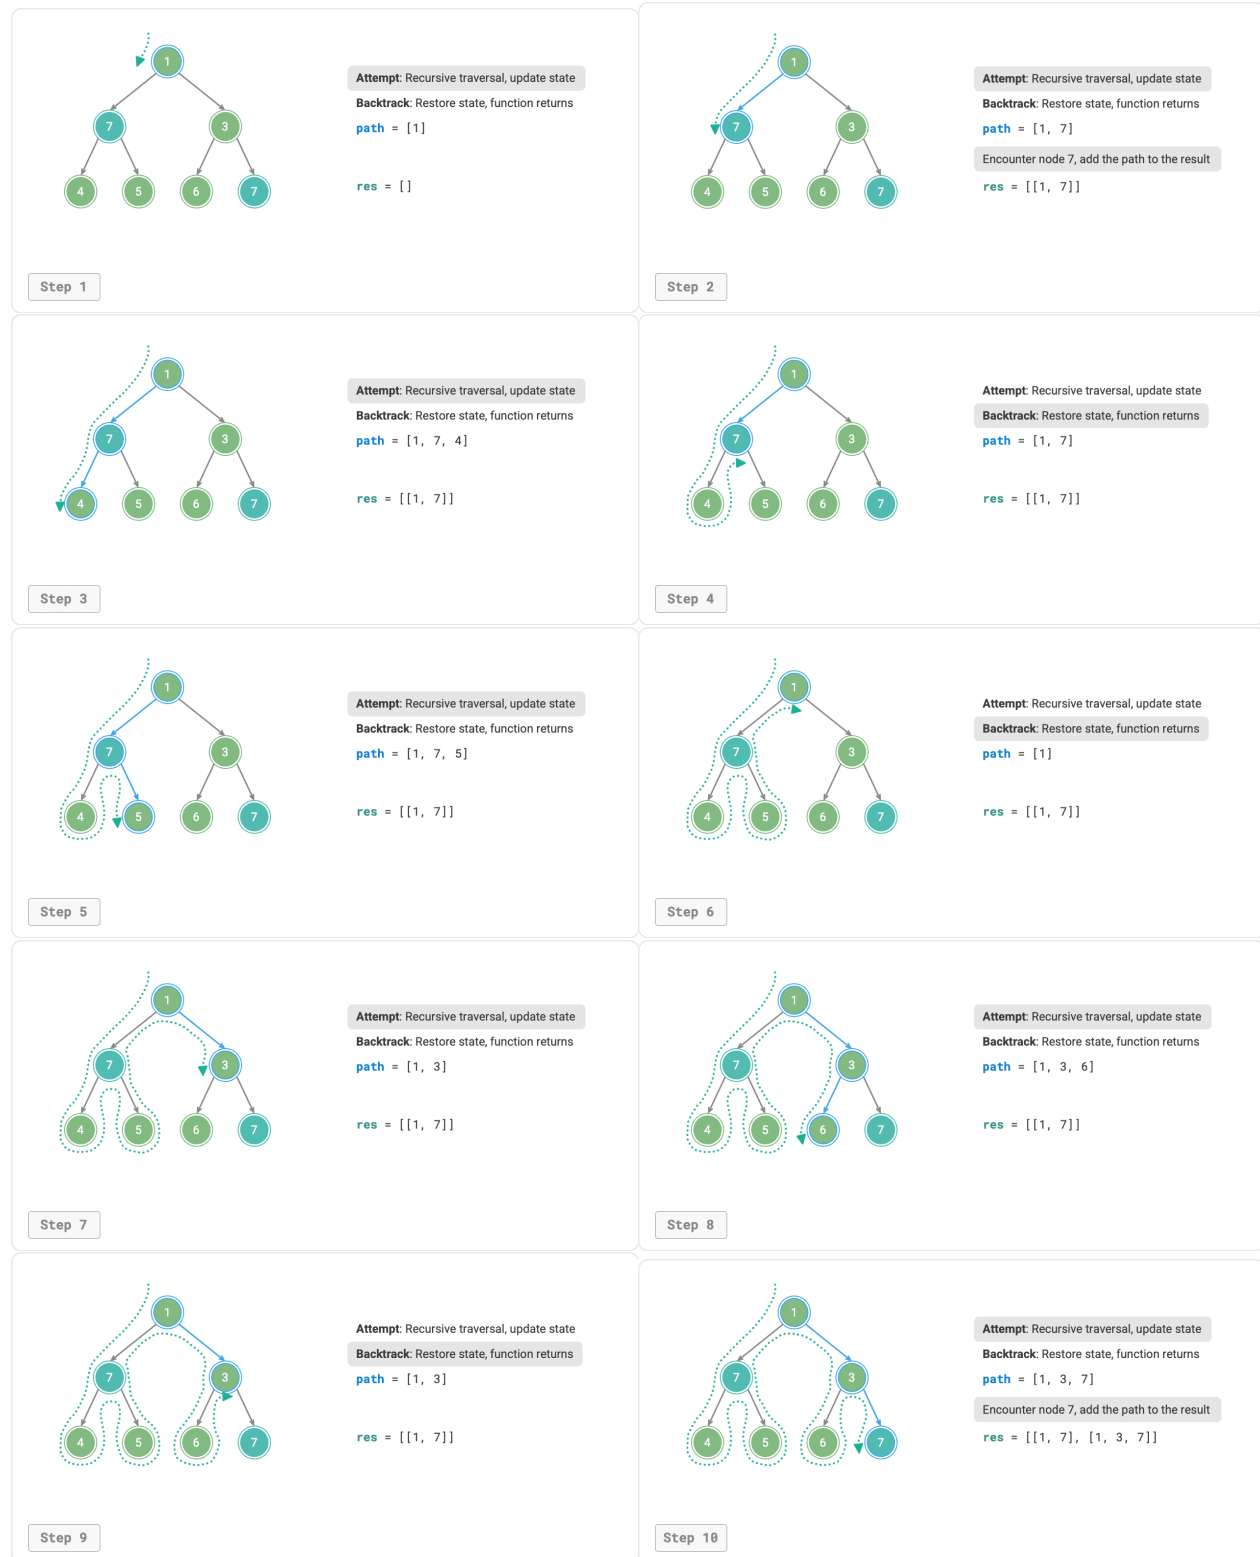 1
7
3
4
5
6
7
Attempt: Recursive traversal, update state
Backtrack: Restore state, function returns
path = [1]
res = []
Step 1
1
7
3
4
5
6
7
Attempt: Recursive traversal, update state
Backtrack: Restore state, function returns
path = [1, 7]
Encounter node 7, add the path to the result
res = [[1, 7]]
Step 2
1
7
3
4
5
6
7
Attempt: Recursive traversal, update state
Backtrack: Restore state, function returns
path = [1, 7, 4]
res = [[1, 7]]
Step 3
1
7
3
4
5
6
7
Attempt: Recursive traversal, update state
Backtrack: Restore state, function returns
path = [1, 7]
res = [[1, 7]]
Step 4
1
7
3
4
5
6
7
Attempt: Recursive traversal, update state
Backtrack: Restore state, function returns
path = [1, 7, 5]
res = [[1, 7]]
Step 5
1
7
3
4
5
6
7
Attempt: Recursive traversal, update state
Backtrack: Restore state, function returns
path = [1]
res = [[1, 7]]
Step 6
1
7
3
4
5
6
7
Attempt: Recursive traversal, update state
Backtrack: Restore state, function returns
path = [1, 3]
res = [[1, 7]]
Step 7
1
7
3
4
5
6
7
Attempt: Recursive traversal, update state
Backtrack: Restore state, function returns
path = [1, 3, 6]
res = [[1, 7]]
Step 8
1
7
3
4
5
6
7
Attempt: Recursive traversal, update state
Backtrack: Restore state, function returns
path = [1, 3]
res = [[1, 7]]
Step 9
1
7
3
4
5
6
7
Attempt: Recursive traversal, update state
Backtrack: Restore state, function returns
path = [1, 3, 7]
Encounter node 7, add the path to the result
res = [[1, 7], [1, 3, 7]]
Step 10